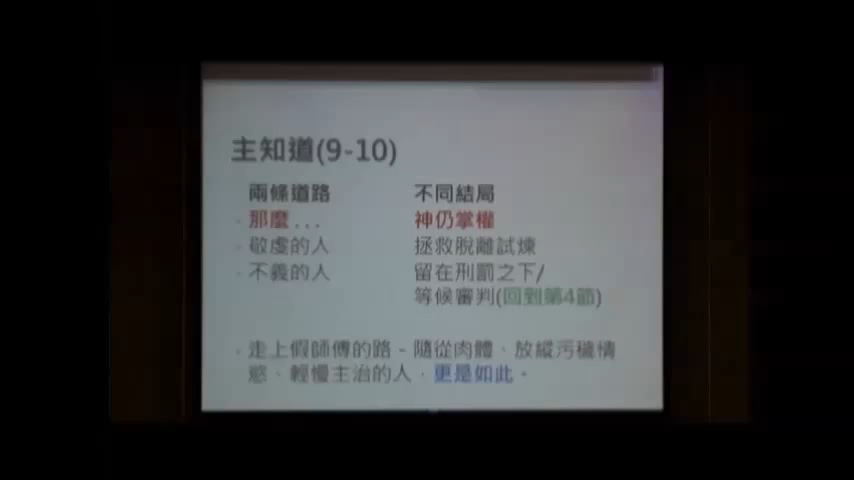 主知道(9-10)
兩條道路 不同結局
- 那麼... 神仍掌權
- 敬虔的人 拯救脫離試煉
- 不義的人 留在刑罰之下/
等候審判(回到第4節)
- 走上假師傅的路－隨從肉體、放縱污穢情
慾、輕慢主治的人，更是如此。